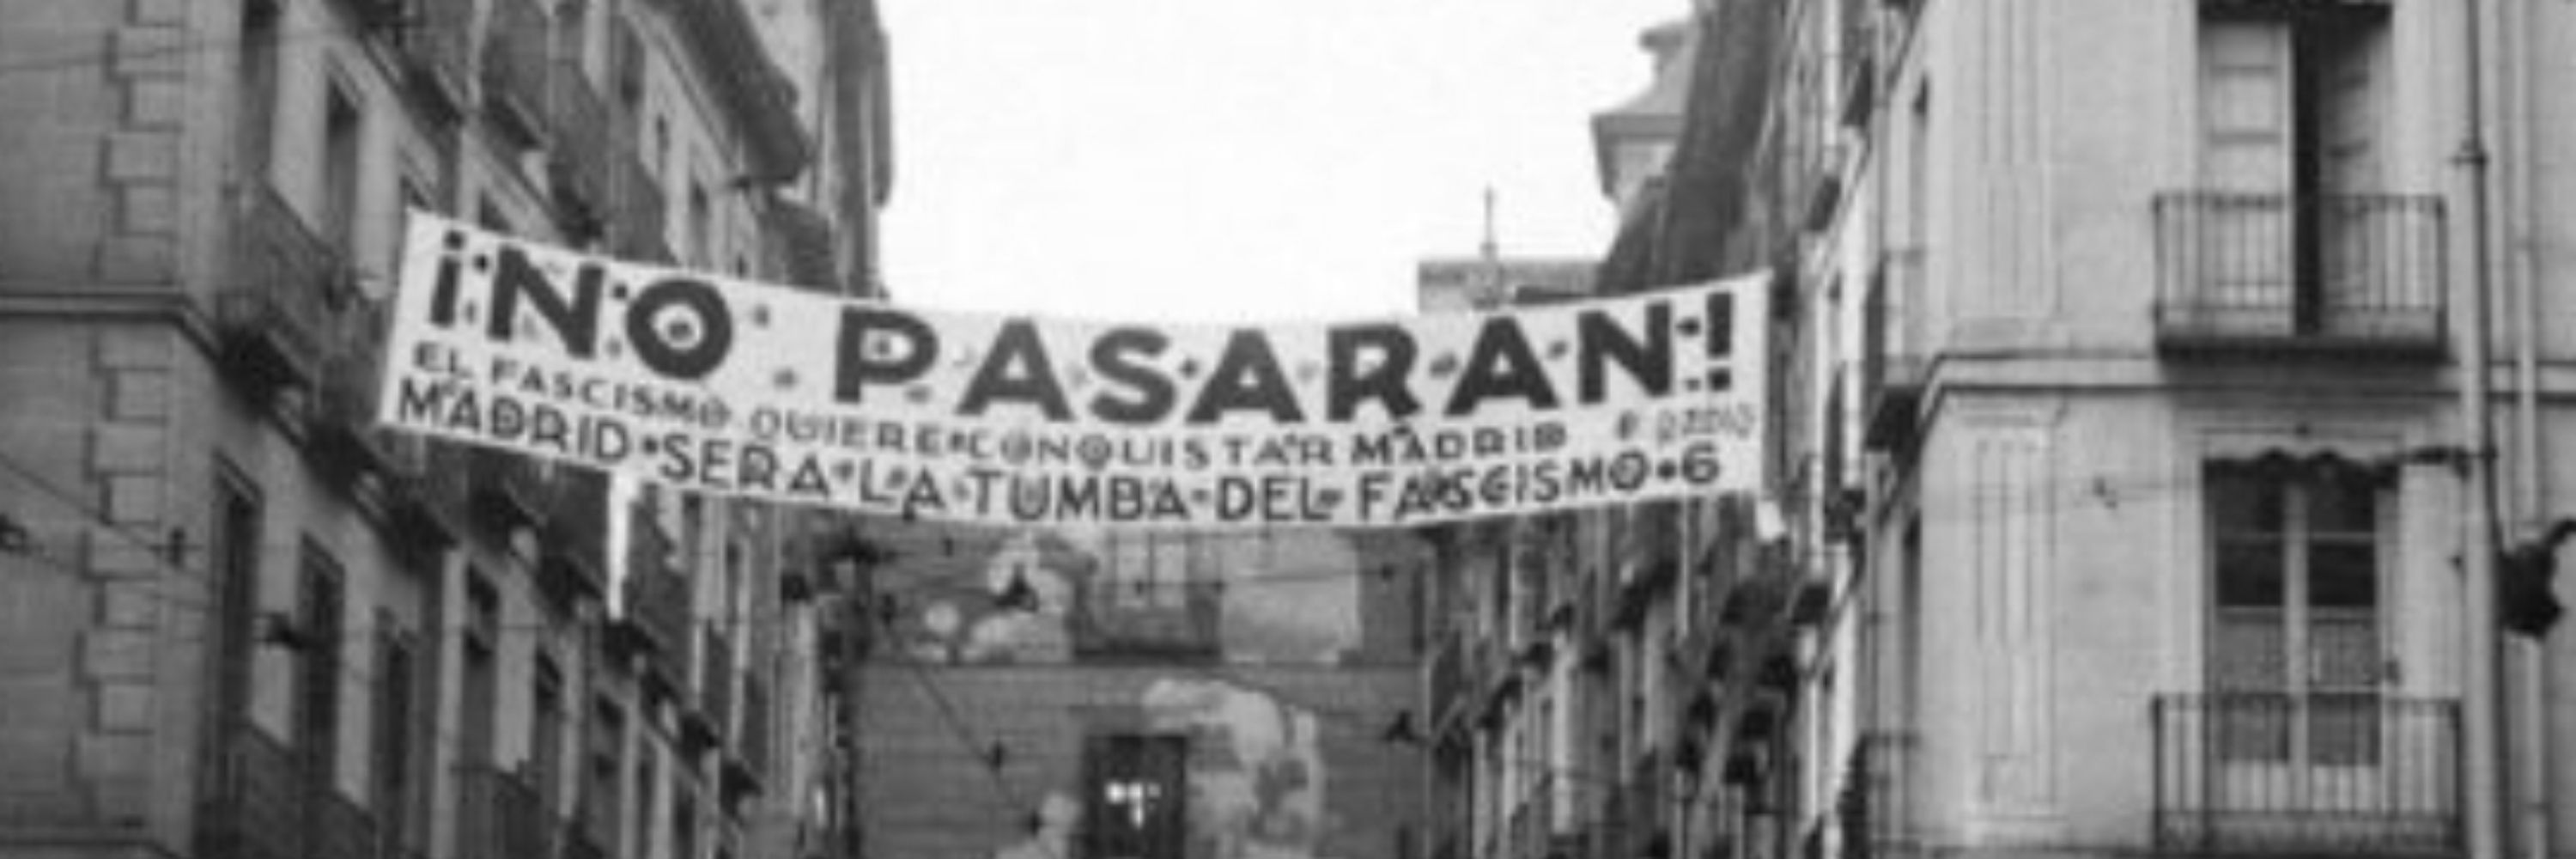 ¡NO PASARAN!
EL FASCISMO QUIERE CONQUISTAR MADRID
MADRID SERA LA TUMBA DEL FASCISMO